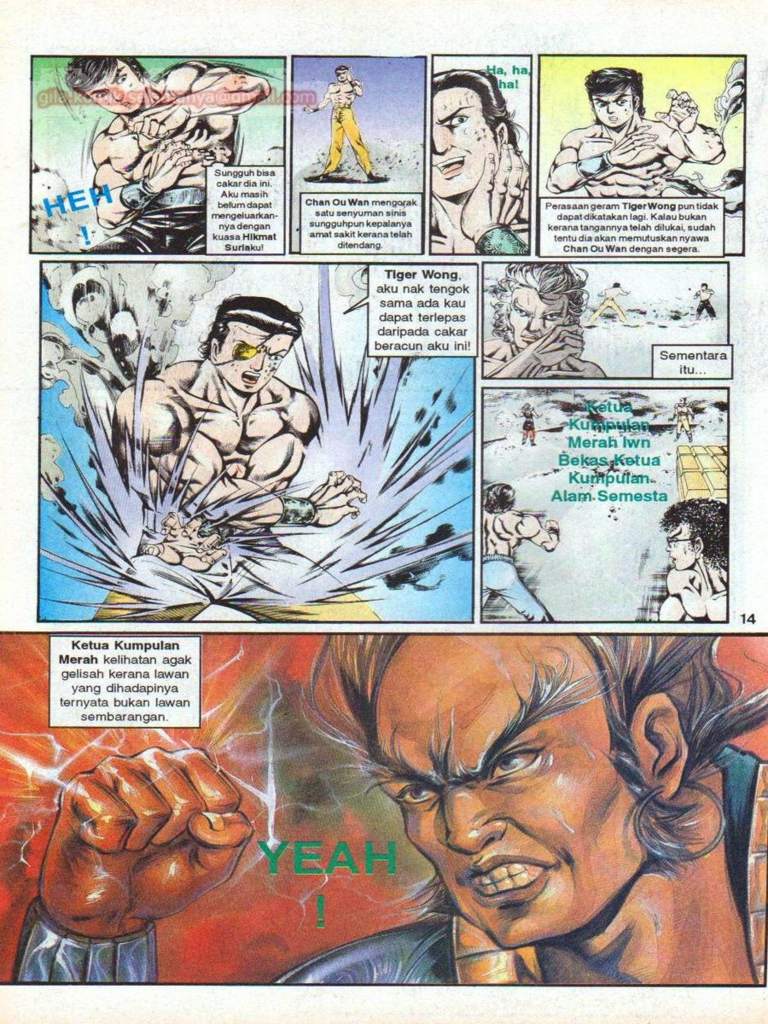 Sungguh bisa
cakar dia ini.
Aku masih
belum dapat
mengeluarkan-
nya dengan
kuasa Hikmat
Suriaku!
HEH
!
Chan Ou Wan mengorak
satu senyuman sinis
sungguhpun kepalanya
amat sakit kerana telah
ditendang.
Ha, ha,
ha!
Perasaan geram Tiger Wong pun tidak
dapat dikatakan lagi. Kalau bukan
kerana tangannya telah dilukai, sudah
tentu dia akan memutuskan nyawa
Chan Ou Wan dengan segera.
Tiger Wong,
aku nak tengok
sama ada kau
dapat terlepas
daripada cakar
beracun aku ini!
Sementara
itu...
Ketua
Kumpulan
Merah lwn
Bekas Ketua
Kumpulan
Alam Semesta
14
Ketua Kumpulan
Merah kelihatan agak
gelisah kerana lawan
yang dihadapinya
ternyata bukan lawan
sembarangan.
YEAH
!